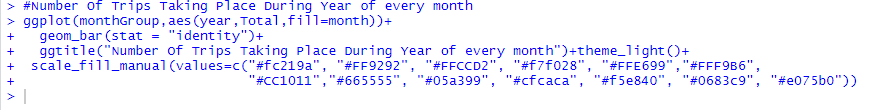 > #Number Of Trips Taking Place During Year of every month
> ggplot(monthGroup,aes(year,Total,fill=month))+
+   geom_bar(stat = "identity")+
+   ggtitle("Number Of Trips Taking Place During Year of every month")+theme_light()+
+  scale_fill_manual(values=c("#fc219a", "#FF9292", "#FFCCD2", "#f7f028", "#FFE699","#FFF9B6",
+                             "#CC1011","#665555", "#05a399", "#cfcaca", "#f5e840", "#0683c9", "#e075b0"))
>